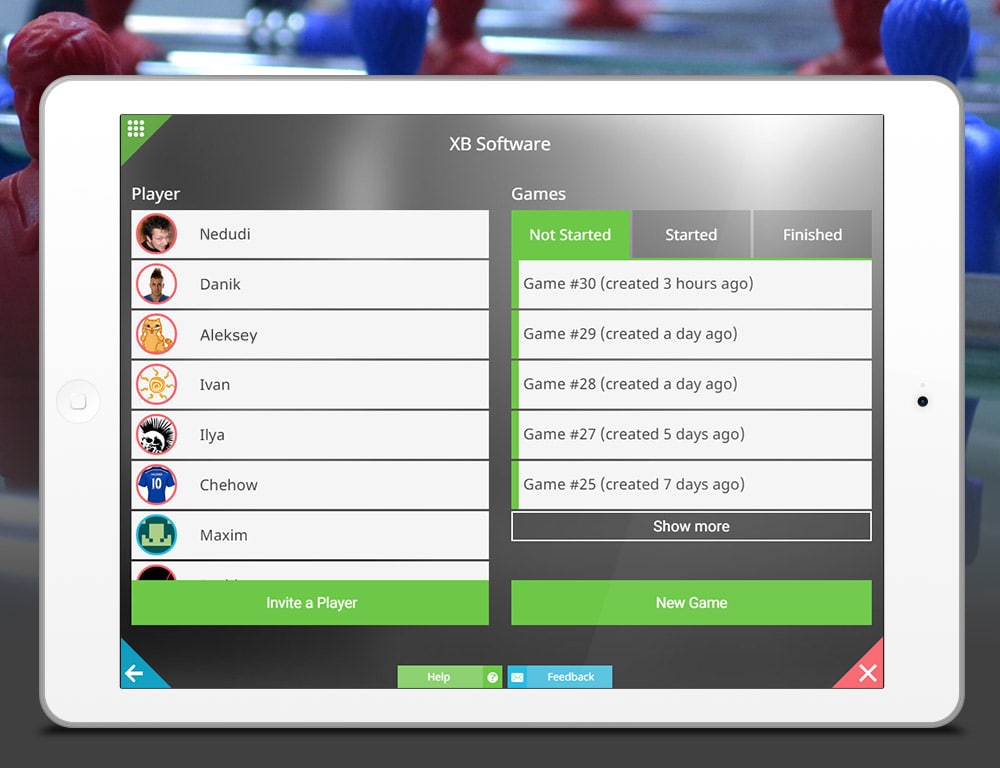 XB Software
Player
Nedudi
Danik
Aleksey
Ivan
Ilya
10
Chehow
Maxim
Invite a Player
Games
Not Started
Started
Finished
Game #30 (created 3 hours ago)
Game #29 (created a day ago)
Game #28 (created a day ago)
Game #27 (created 5 days ago)
Game #25 (created 7 days ago)
Show more
New Game
Help
?
Feedback